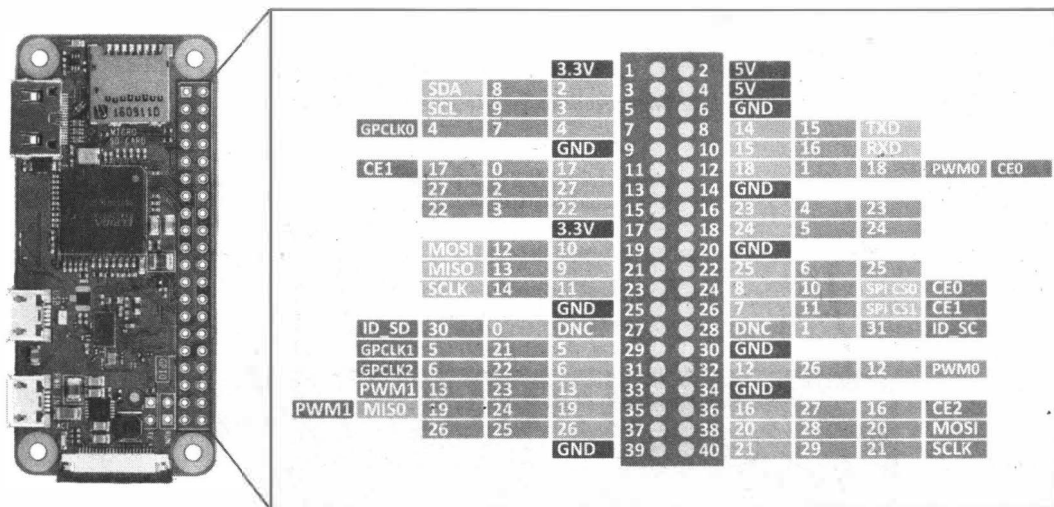 3.3V 1 2 5V
SDA 8 2 3 4 5V
SCL 9 3 5 6 GND
GPCLK0 4 7 4 7 8 14 15 TXD
GND 9 10 15 16 RXD
CE1 17 0 17 11 12 18 1 18 PWM0 CE0
27 2 27 13 14 GND
22 3 22 15 16 23 4 23
3.3V 17 18 24 5 24
MOSI 12 10 19 20 GND
MISO 13 9 21 22 25 6 25
SCLK 14 11 23 24 8 10 SPI CS0 CE0
GND 25 26 7 11 SPI CS1 CE1
ID_SD 30 0 DNC 27 28 DNC 1 31 ID_SC
GPCLK1 5 21 5 29 30 GND
GPCLK2 6 22 6 31 32 12 26 12 PWM0
PWM1 13 23 13 33 34 GND
PWM1 MISO 19 24 19 35 36 16 27 16 CE2
26 25 26 37 38 20 28 20 MOSI
GND 39 40 21 29 21 SCLK
GPIO